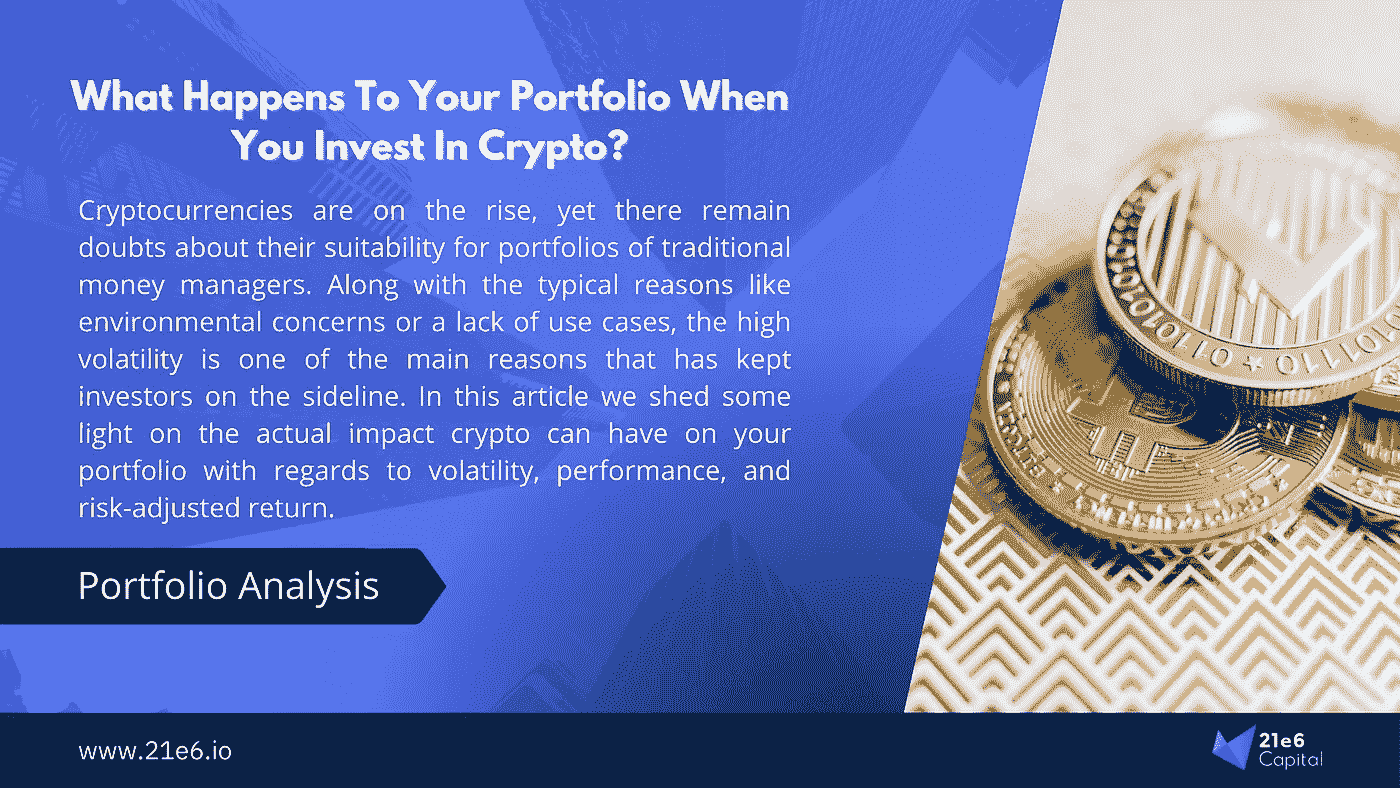 What Happens To Your Portfolio When
You Invest In Crypto?
Cryptocurrencies are on the rise, yet there remain
doubts about their suitability for portfolios of traditional
money managers. Along with the typical reasons like
environmental concerns or a lack of use cases, the high
volatility is one of the main reasons that has kept
investors on the sideline. In this article we shed some
light on the actual impact crypto can have on your
portfolio with regards to volatility, performance, and
risk-adjusted return.
Portfolio Analysis
www.21e6.io
21e6
Capital